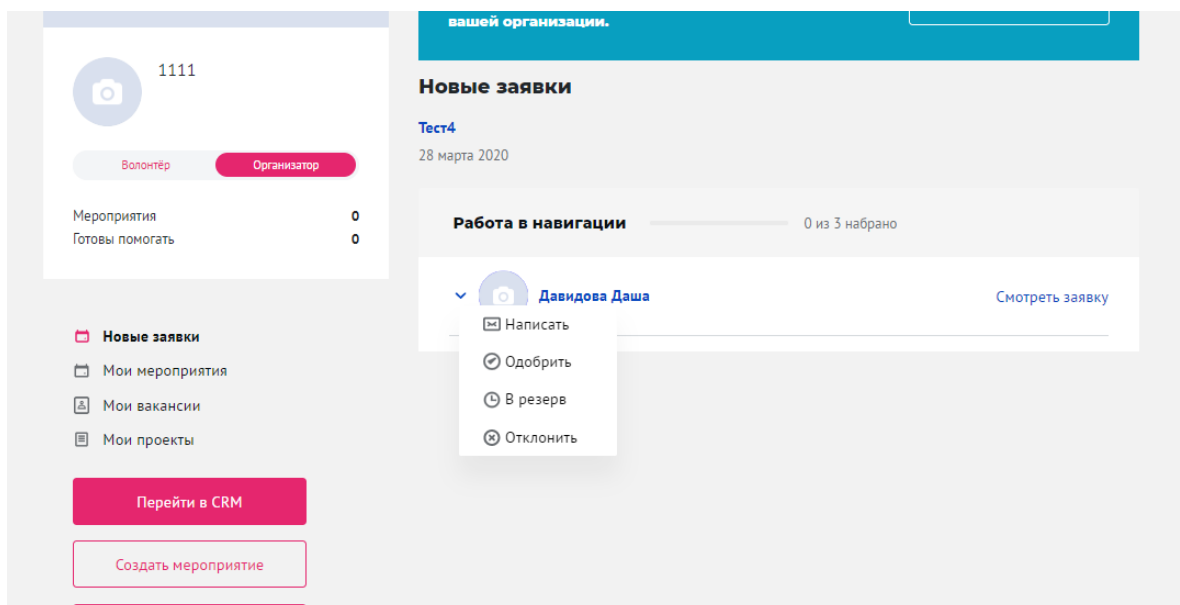 вашей организации.
1111
Волонтёр
Организатор
Мероприятия 0
Готовы помогать 0
Новые заявки
Мои мероприятия
Мои вакансии
Мои проекты
Перейти в CRM
Создать мероприятие
Новые заявки
Тест4
28 марта 2020
Работа в навигации 0 из 3 набрано
Давидова Даша Смотреть заявку
Написать
Одобрить
В резерв
Отклонить